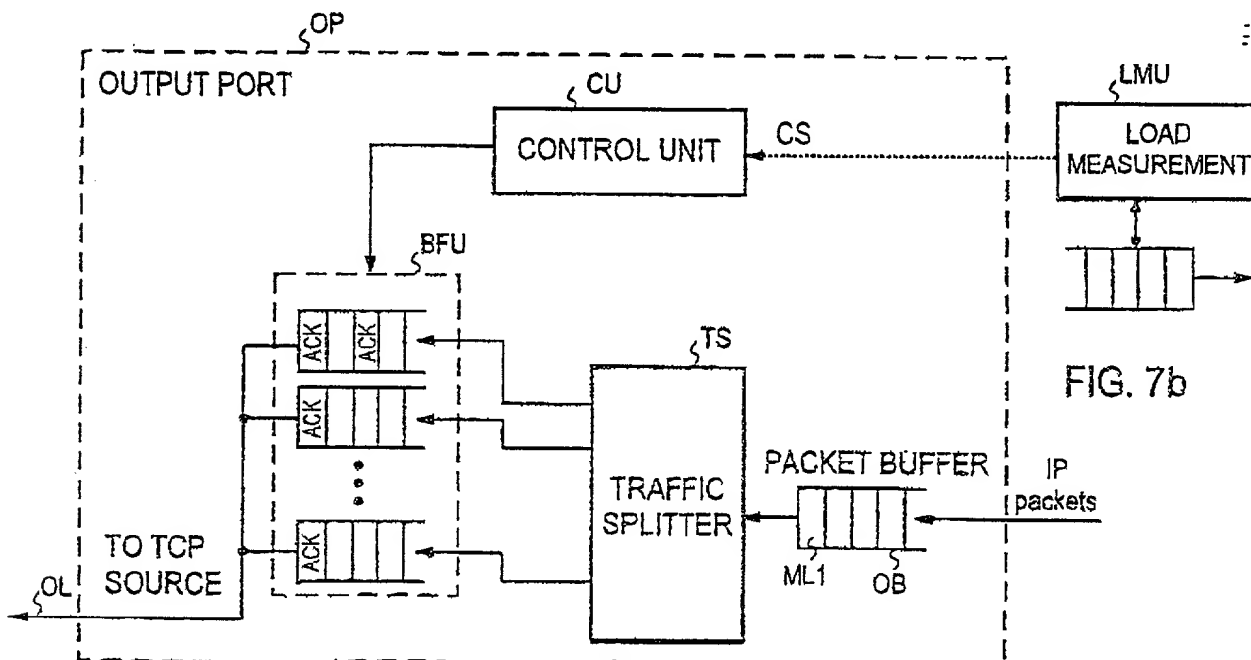 OP
OUTPUT PORT
CU
CONTROL UNIT
CS
LMU
LOAD
MEASUREMENT
BFU
ACK ACK
ACK
ACK
TS
TRAFFIC
SPLITTER
FIG. 7b
PACKET BUFFER
IP
packets
ML1
OB
TO TCP
SOURCE
OL